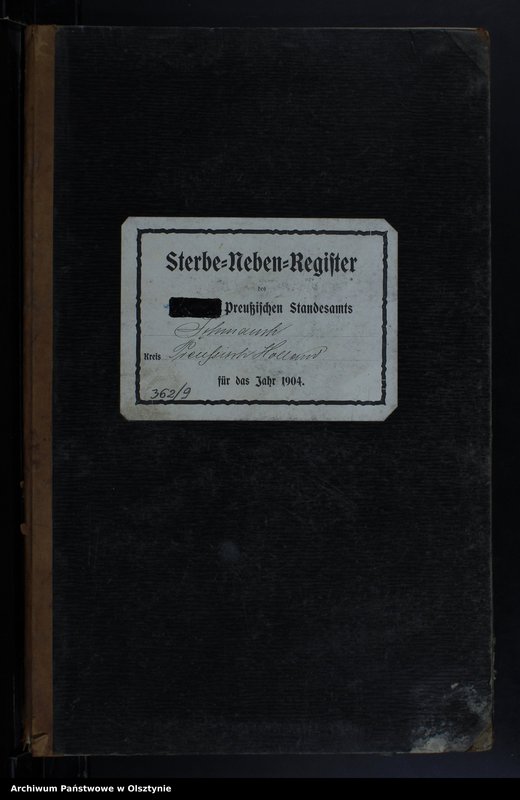 Sterbe-Neben-Register
des
Preußischen Standesamts
Schmauch
Kreis Preußisch Holland
für das Jahr 1904.
362/9
Archiwum Państwowe w Olsztynie